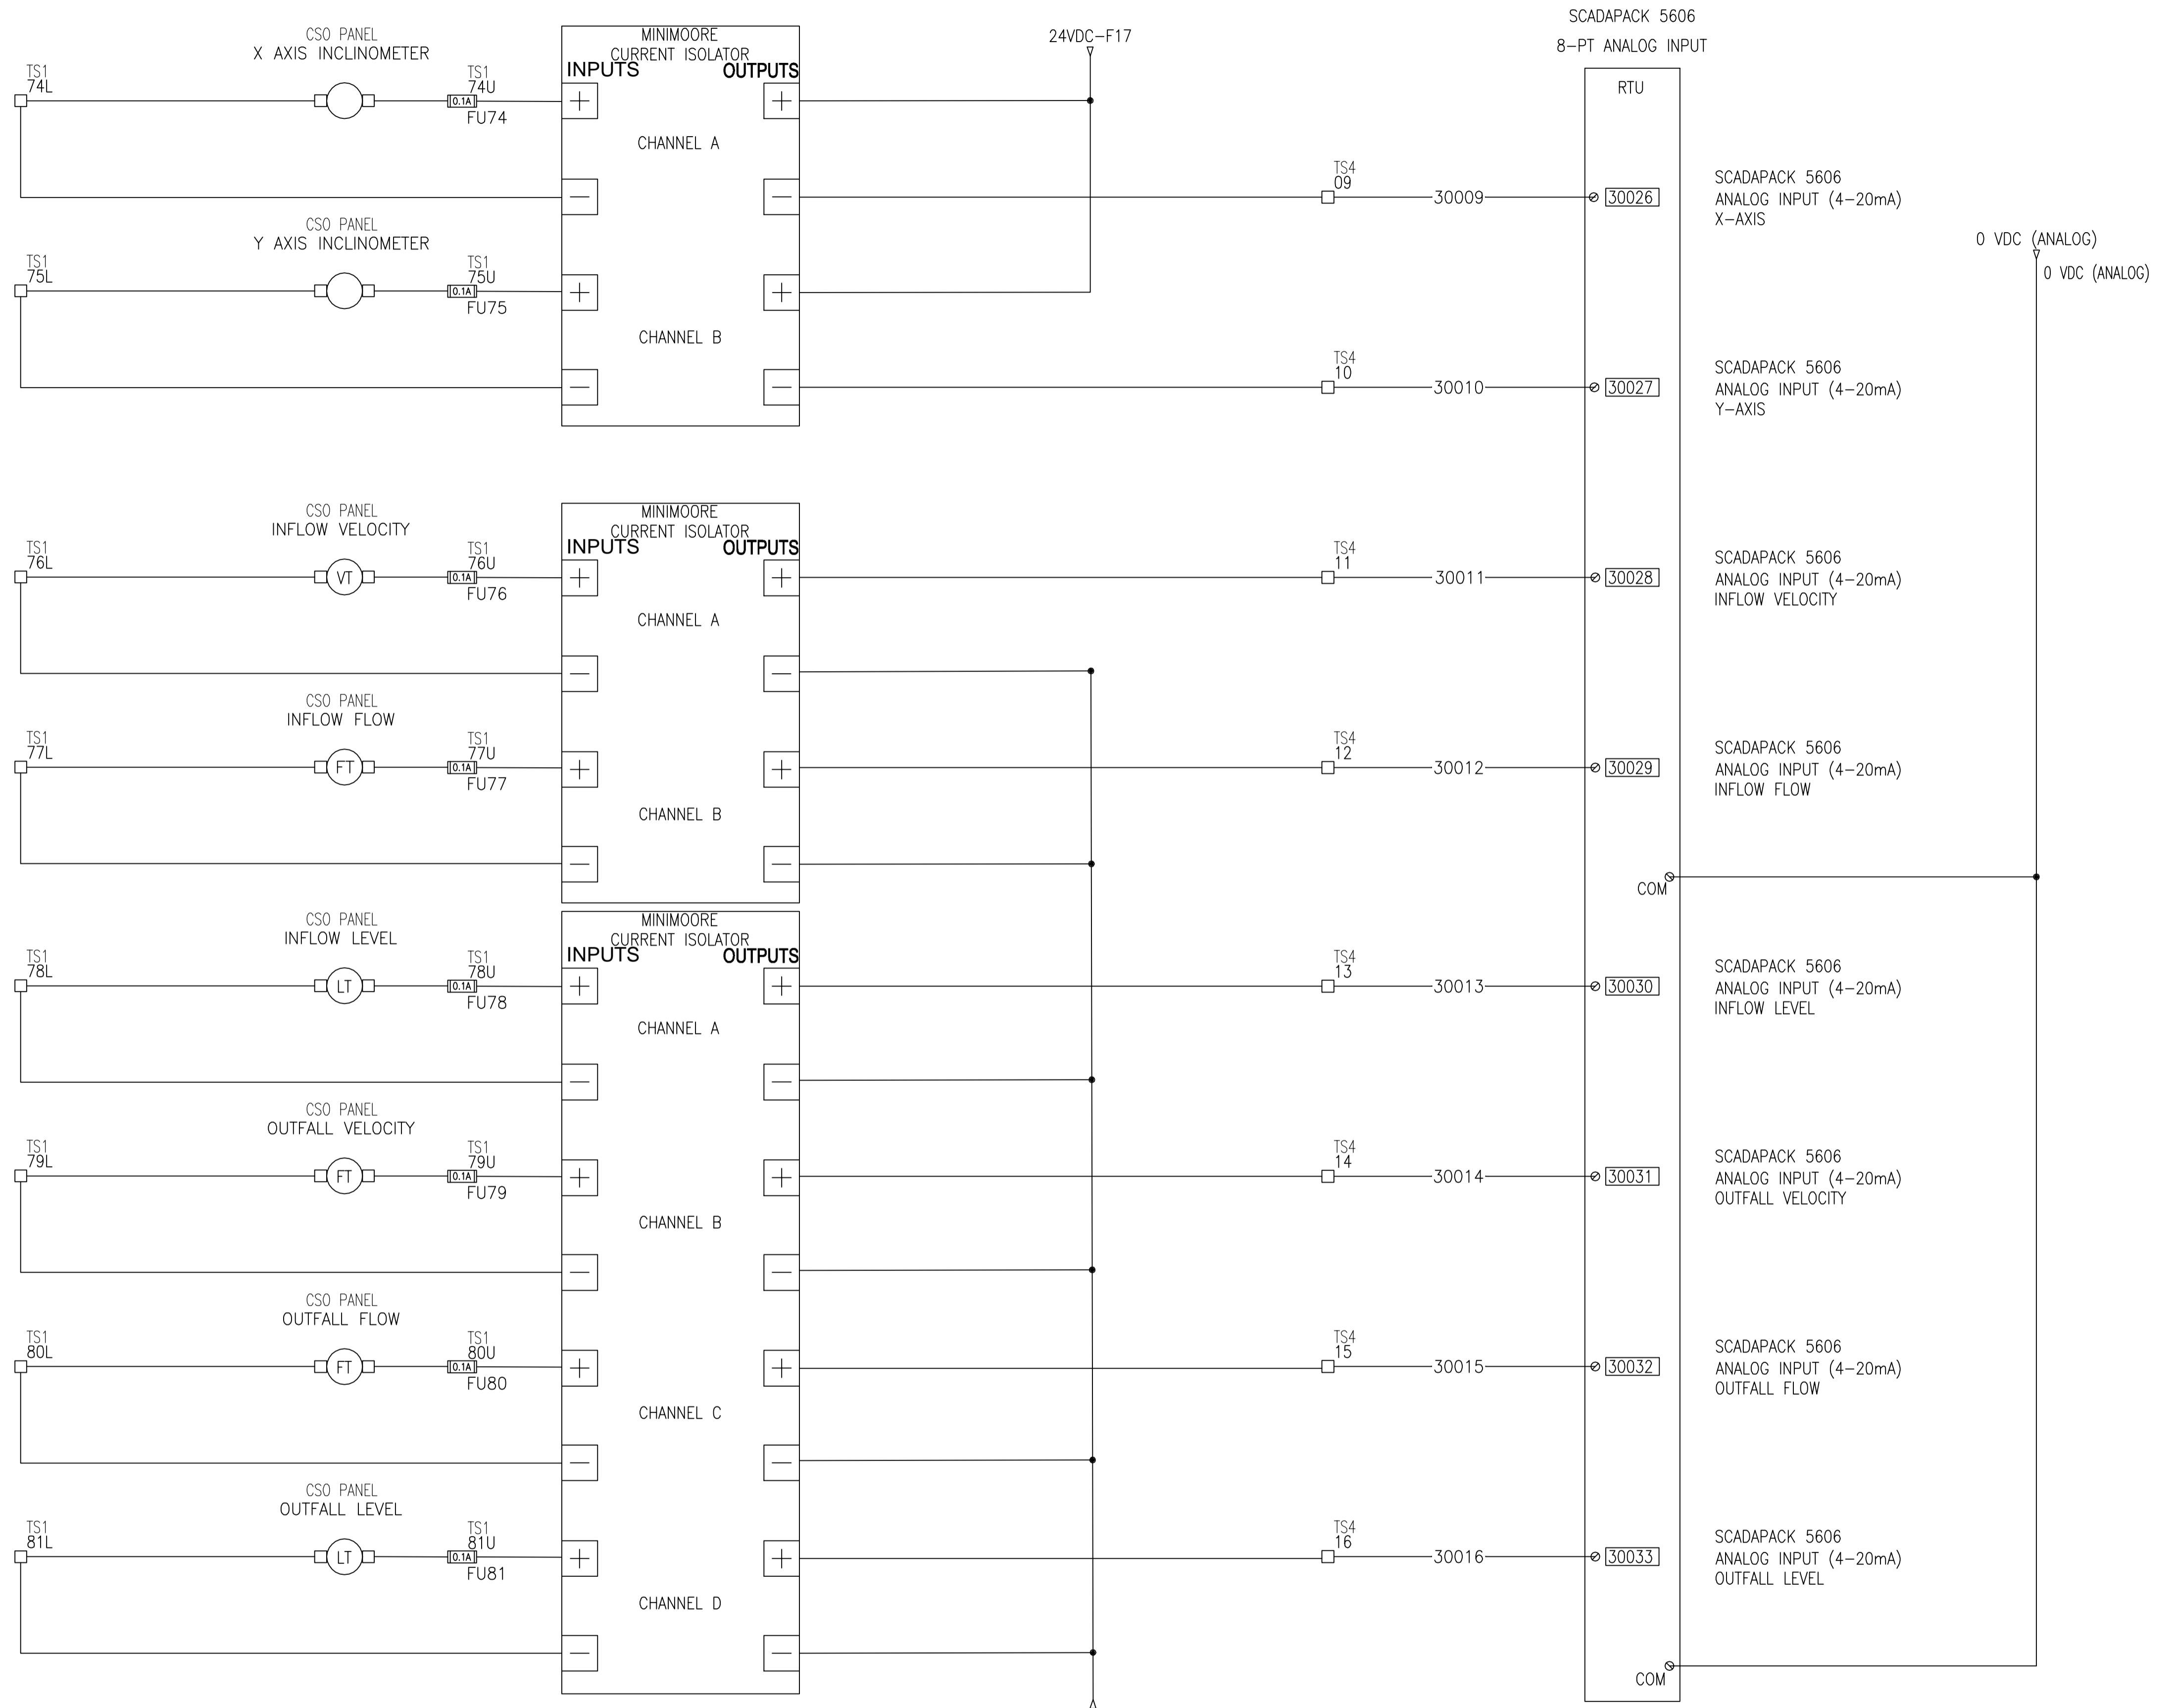 SCADAPACK 5606
8-PT ANALOG INPUT
RTU
24VDC-F17
CSO PANEL
X AXIS INCLINOMETER
TS1
74L
TS1
74U
0.1A
FU74
MINIMOORE
CURRENT ISOLATOR
INPUTS
OUTPUTS
+
+
CHANNEL A
—
—
TS4
09
30009
30026
SCADAPACK 5606
ANALOG INPUT (4-20mA)
X-AXIS
0 VDC (ANALOG)
0 VDC (ANALOG)
CSO PANEL
Y AXIS INCLINOMETER
TS1
75L
TS1
75U
0.1A
FU75
+
+
CHANNEL B
—
—
TS4
10
30010
30027
SCADAPACK 5606
ANALOG INPUT (4-20mA)
Y-AXIS
CSO PANEL
INFLOW VELOCITY
TS1
76L
VT
TS1
76U
0.1A
FU76
MINIMOORE
CURRENT ISOLATOR
INPUTS
OUTPUTS
+
+
CHANNEL A
—
—
TS4
11
30011
30028
SCADAPACK 5606
ANALOG INPUT (4-20mA)
INFLOW VELOCITY
CSO PANEL
INFLOW FLOW
TS1
77L
FT
TS1
77U
0.1A
FU77
+
+
CHANNEL B
—
—
TS4
12
30012
30029
SCADAPACK 5606
ANALOG INPUT (4-20mA)
INFLOW FLOW
COM
CSO PANEL
INFLOW LEVEL
TS1
78L
LT
TS1
78U
0.1A
FU78
MINIMOORE
CURRENT ISOLATOR
INPUTS
OUTPUTS
+
+
CHANNEL A
—
—
TS4
13
30013
30030
SCADAPACK 5606
ANALOG INPUT (4-20mA)
INFLOW LEVEL
CSO PANEL
OUTFALL VELOCITY
TS1
79L
FT
TS1
79U
0.1A
FU79
+
+
CHANNEL B
—
—
TS4
14
30014
30031
SCADAPACK 5606
ANALOG INPUT (4-20mA)
OUTFALL VELOCITY
CSO PANEL
OUTFALL FLOW
TS1
80L
FT
TS1
80U
0.1A
FU80
+
+
CHANNEL C
—
—
TS4
15
30015
30032
SCADAPACK 5606
ANALOG INPUT (4-20mA)
OUTFALL FLOW
CSO PANEL
OUTFALL LEVEL
TS1
81L
LT
TS1
81U
0.1A
FU81
+
+
CHANNEL D
—
—
TS4
16
30016
30033
SCADAPACK 5606
ANALOG INPUT (4-20mA)
OUTFALL LEVEL
COM